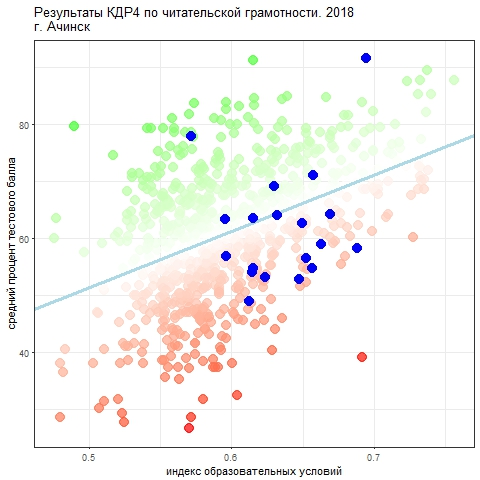 Результаты КДР4 по читательской грамотности. 2018
г. Ачинск
средний процент тестового балла
80
60
40
0.5 0.6 0.7
индекс образовательных условий